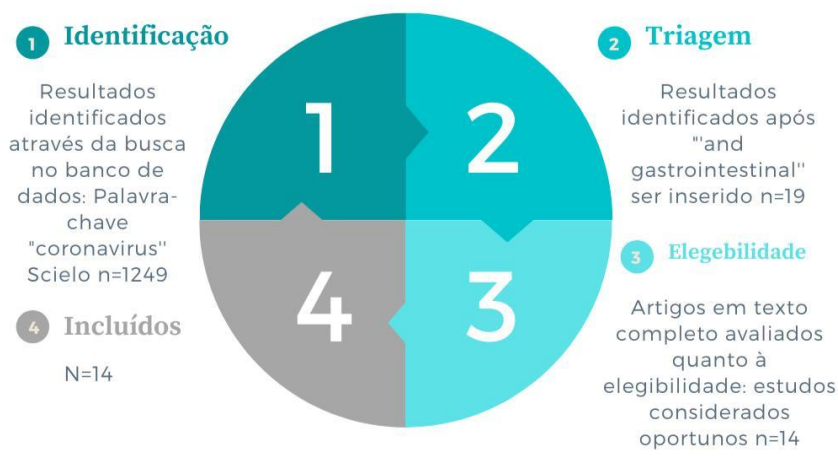 1 Identificação
Resultados
identificados
através da busca
no banco de
dados: Palavra-
chave
"coronavirus"
Scielo n=1249
2 Triagem
Resultados
identificados após
"'and
gastrointestinal"
ser inserido n=19
3 Elegebilidade
Artigos em texto
completo avaliados
quanto à
elegibilidade: estudos
considerados
oportunos n=14
4 Incluídos
N=14
1
2
3
4